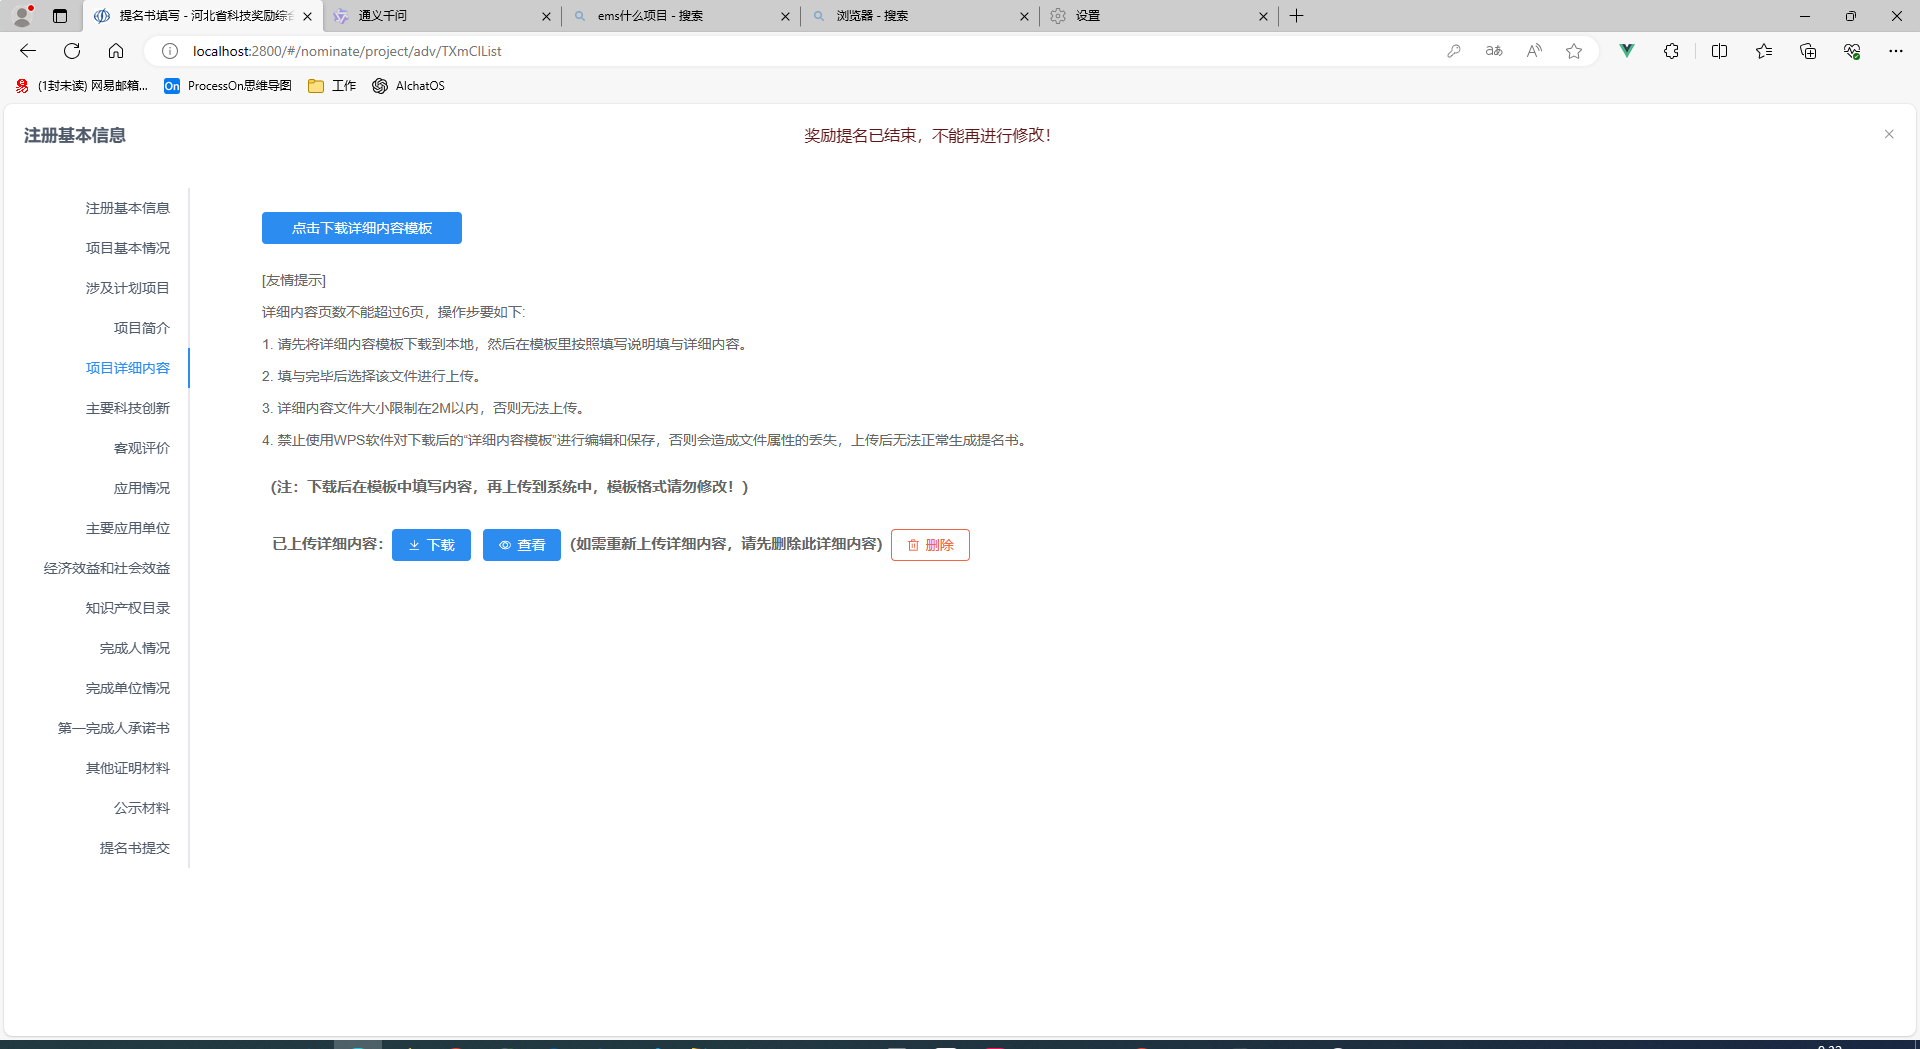 提名书填写 - 河北省科技奖励综合
通义千问
ems什么项目 - 搜索
浏览器 - 搜索
设置
localhost:2800/#/nominate/project/adv/TXmCIList
(1封未读) 网易邮箱...
ProcessOn思维导图
工作
AIchatOS
注册基本信息
奖励提名已结束，不能再进行修改！
注册基本信息
项目基本情况
涉及计划项目
项目简介
项目详细内容
主要科技创新
客观评价
应用情况
主要应用单位
经济效益和社会效益
知识产权目录
完成人情况
完成单位情况
第一完成人承诺书
其他证明材料
公示材料
提名书提交
点击下载详细内容模板
[友情提示]
详细内容页数不能超过6页，操作步要如下:
1. 请先将详细内容模板下载到本地，然后在模板里按照填写说明填与详细内容。
2. 填与完毕后选择该文件进行上传。
3. 详细内容文件大小限制在2M以内，否则无法上传。
4. 禁止使用WPS软件对下载后的“详细内容模板”进行编辑和保存，否则会造成文件属性的丢失，上传后无法正常生成提名书。
(注：下载后在模板中填写内容，再上传到系统中，模板格式请勿修改！)
已上传详细内容： 下载 查看 (如需重新上传详细内容，请先删除此详细内容) 删除